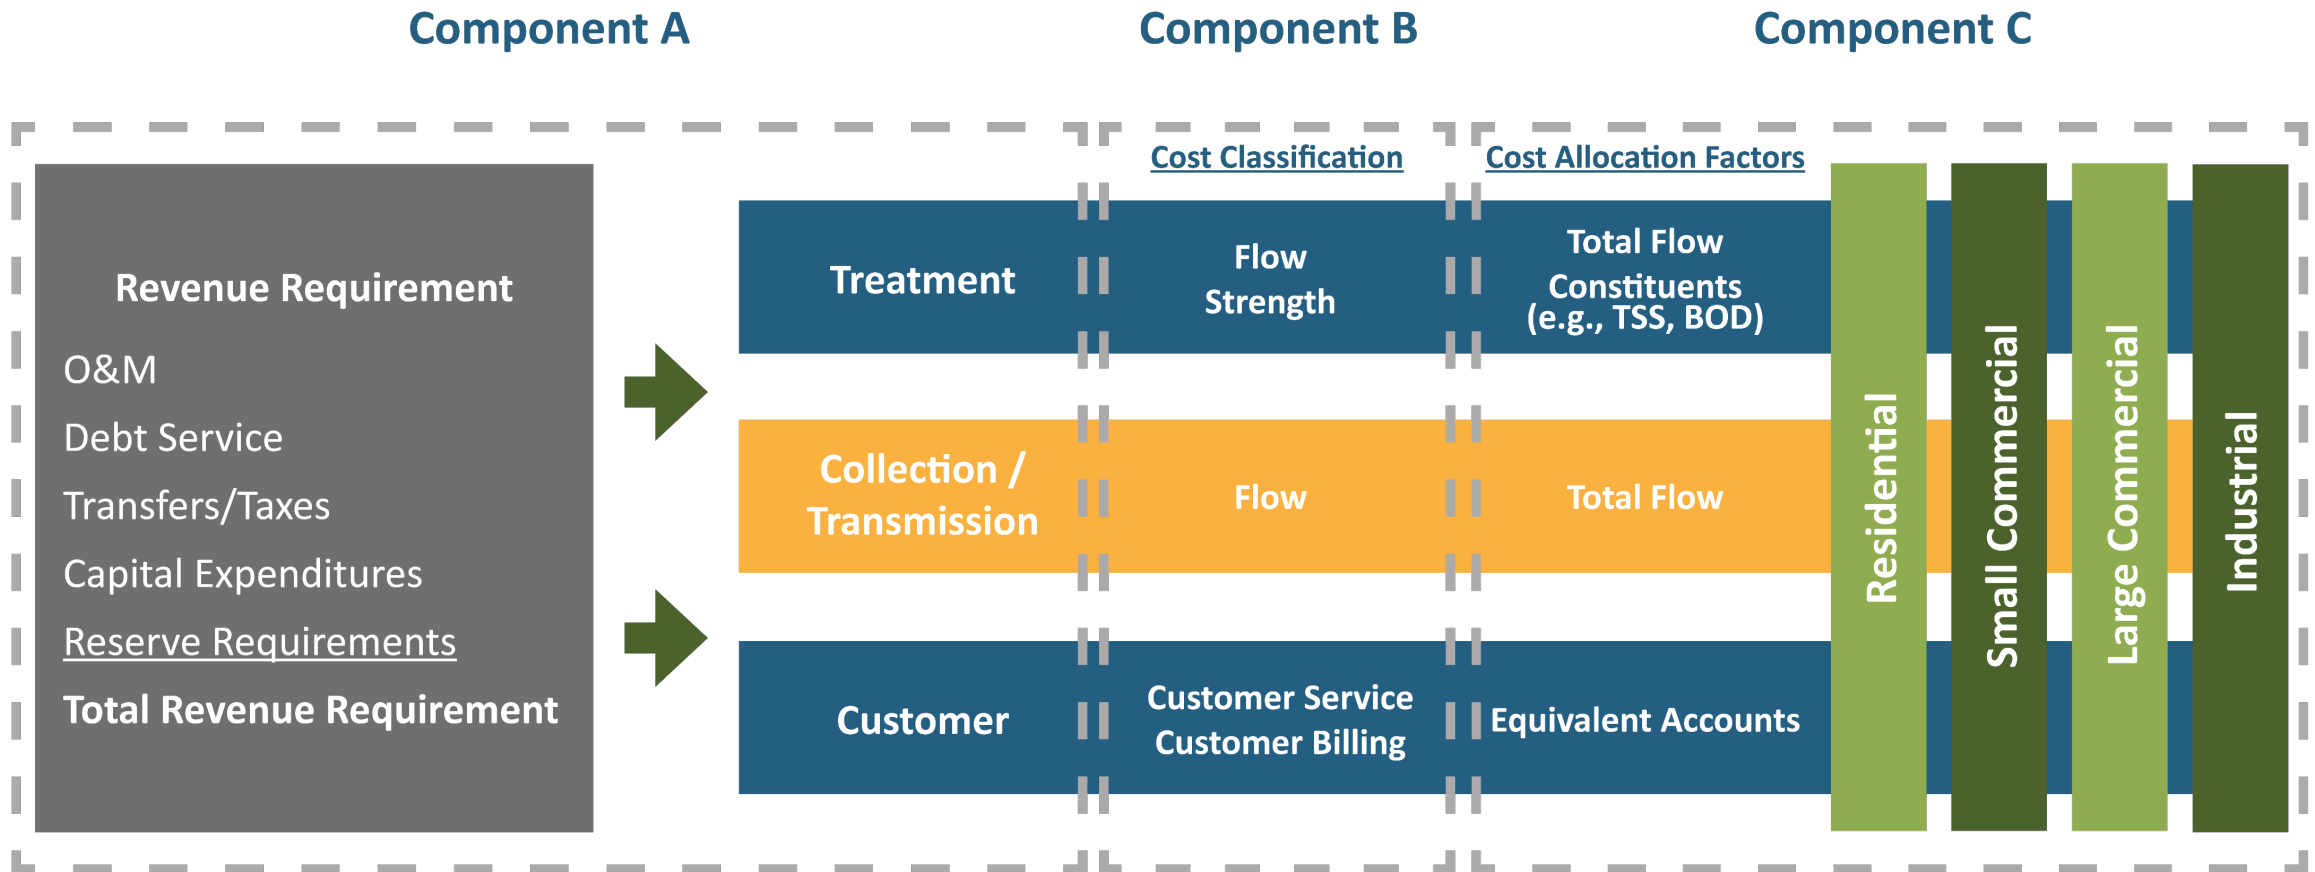 Component A
Component B
Component C
Revenue Requirement
O&M
Debt Service
Transfers/Taxes
Capital Expenditures
Reserve Requirements
Total Revenue Requirement
Treatment
Collection /
Transmission
Customer
Cost Classification
Flow
Strength
Flow
Customer Service
Customer Billing
Cost Allocation Factors
Total Flow
Constituents
(e.g., TSS, BOD)
Total Flow
Equivalent Accounts
Residential
Small Commercial
Large Commercial
Industrial